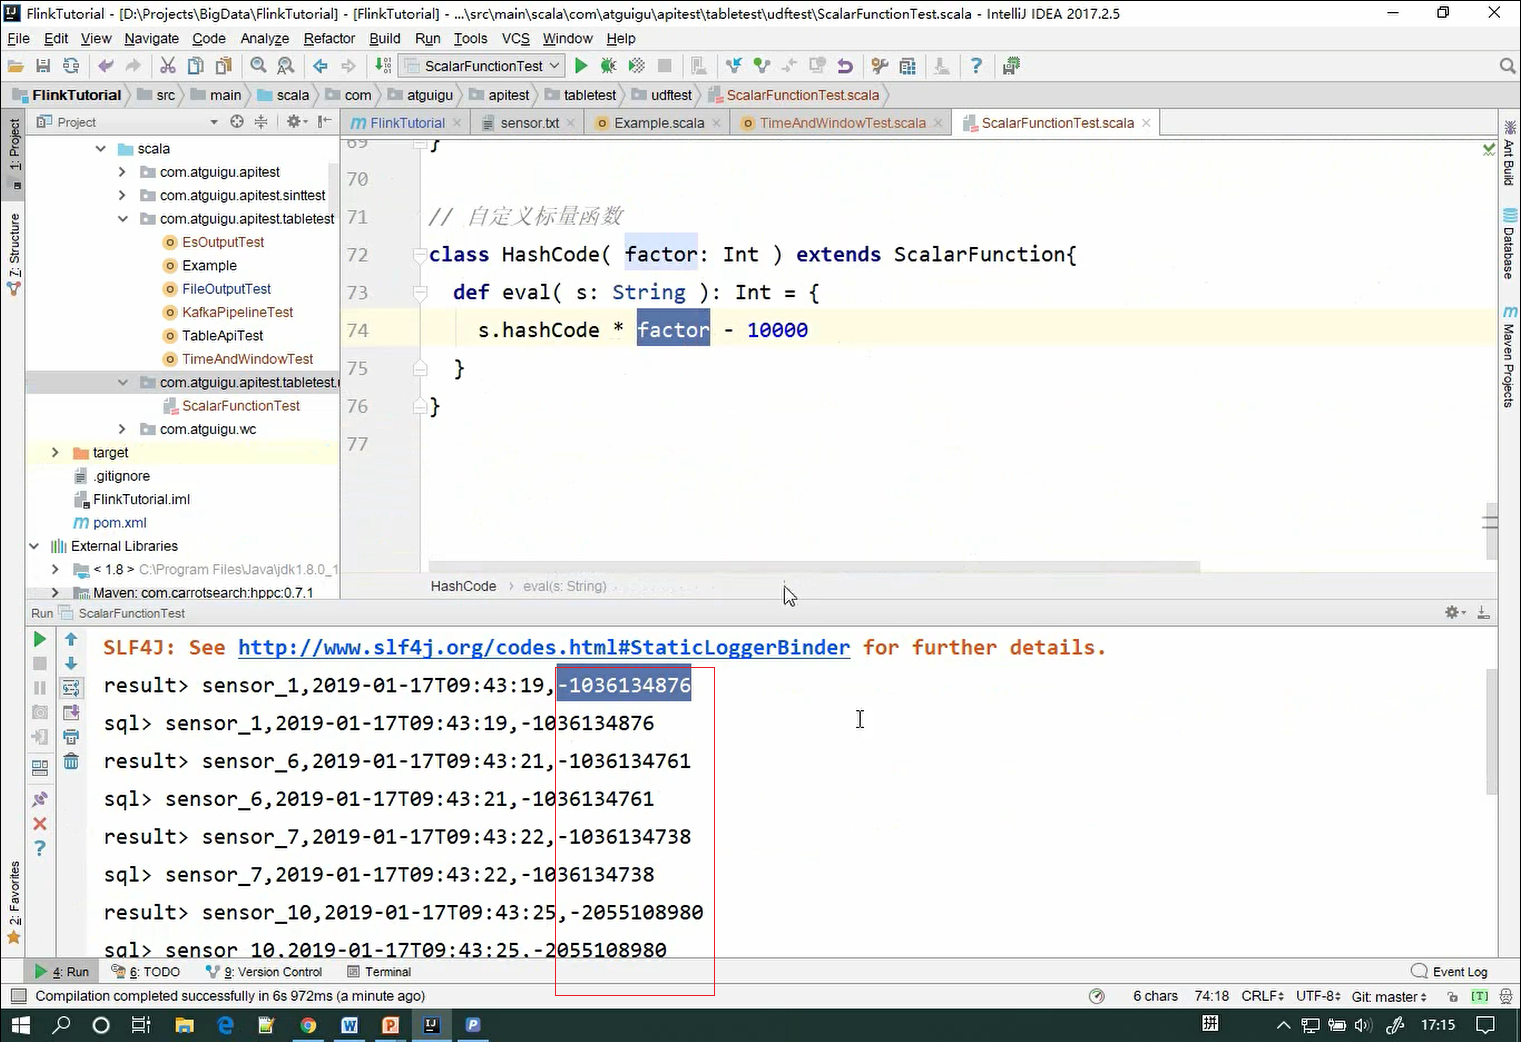 FlinkTutorial - [D:\Projects\BigData\FlinkTutorial] - [FlinkTutorial] - ...\src\main\scala\com\atguigu\apitest\tabletest\udftest\ScalarFunctionTest.scala - IntelliJ IDEA 2017.2.5
File Edit View Navigate Code Analyze Refactor Build Run Tools VCS Window Help
ScalarFunctionTest
FlinkTutorial src main scala com atguigu apitest tabletest udftest ScalarFunctionTest.scala
Project
FlinkTutorial sensor.txt Example.scala TimeAndWindowTest.scala ScalarFunctionTest.scala
1: Project
7: Structure
2: Favorites
scala
com.atguigu.apitest
com.atguigu.apitest.sinttest
com.atguigu.apitest.tabletest
EsOutputTest
Example
FileOutputTest
KafkaPipelineTest
TableApiTest
TimeAndWindowTest
com.atguigu.apitest.tabletest.
ScalarFunctionTest
com.atguigu.wc
target
.gitignore
FlinkTutorial.iml
pom.xml
External Libraries
< 1.8 > C:\Program Files\Java\jdk1.8.0_1
Maven: com.carrotsearch:hppc:0.7.1
69 }
70
71 // 自定义标量函数
72 class HashCode( factor: Int ) extends ScalarFunction{
73 def eval( s: String ): Int = {
74 s.hashCode * factor - 10000
75 }
76 }
77
HashCode › eval(s: String)
Ant Build
Database
Maven Projects
Run ScalarFunctionTest
SLF4J: See http://www.slf4j.org/codes.html#StaticLoggerBinder for further details.
result> sensor_1,2019-01-17T09:43:19,-1036134876
sql> sensor_1,2019-01-17T09:43:19,-1036134876
result> sensor_6,2019-01-17T09:43:21,-1036134761
sql> sensor_6,2019-01-17T09:43:21,-1036134761
result> sensor_7,2019-01-17T09:43:22,-1036134738
sql> sensor_7,2019-01-17T09:43:22,-1036134738
result> sensor_10,2019-01-17T09:43:25,-2055108980
sql> sensor_10,2019-01-17T09:43:25,-2055108980
4: Run 6: TODO 9: Version Control Terminal Event Log
Compilation completed successfully in 6s 972ms (a minute ago) 6 chars 74:18 CRLF UTF-8 Git: master [T]
拼 17:15